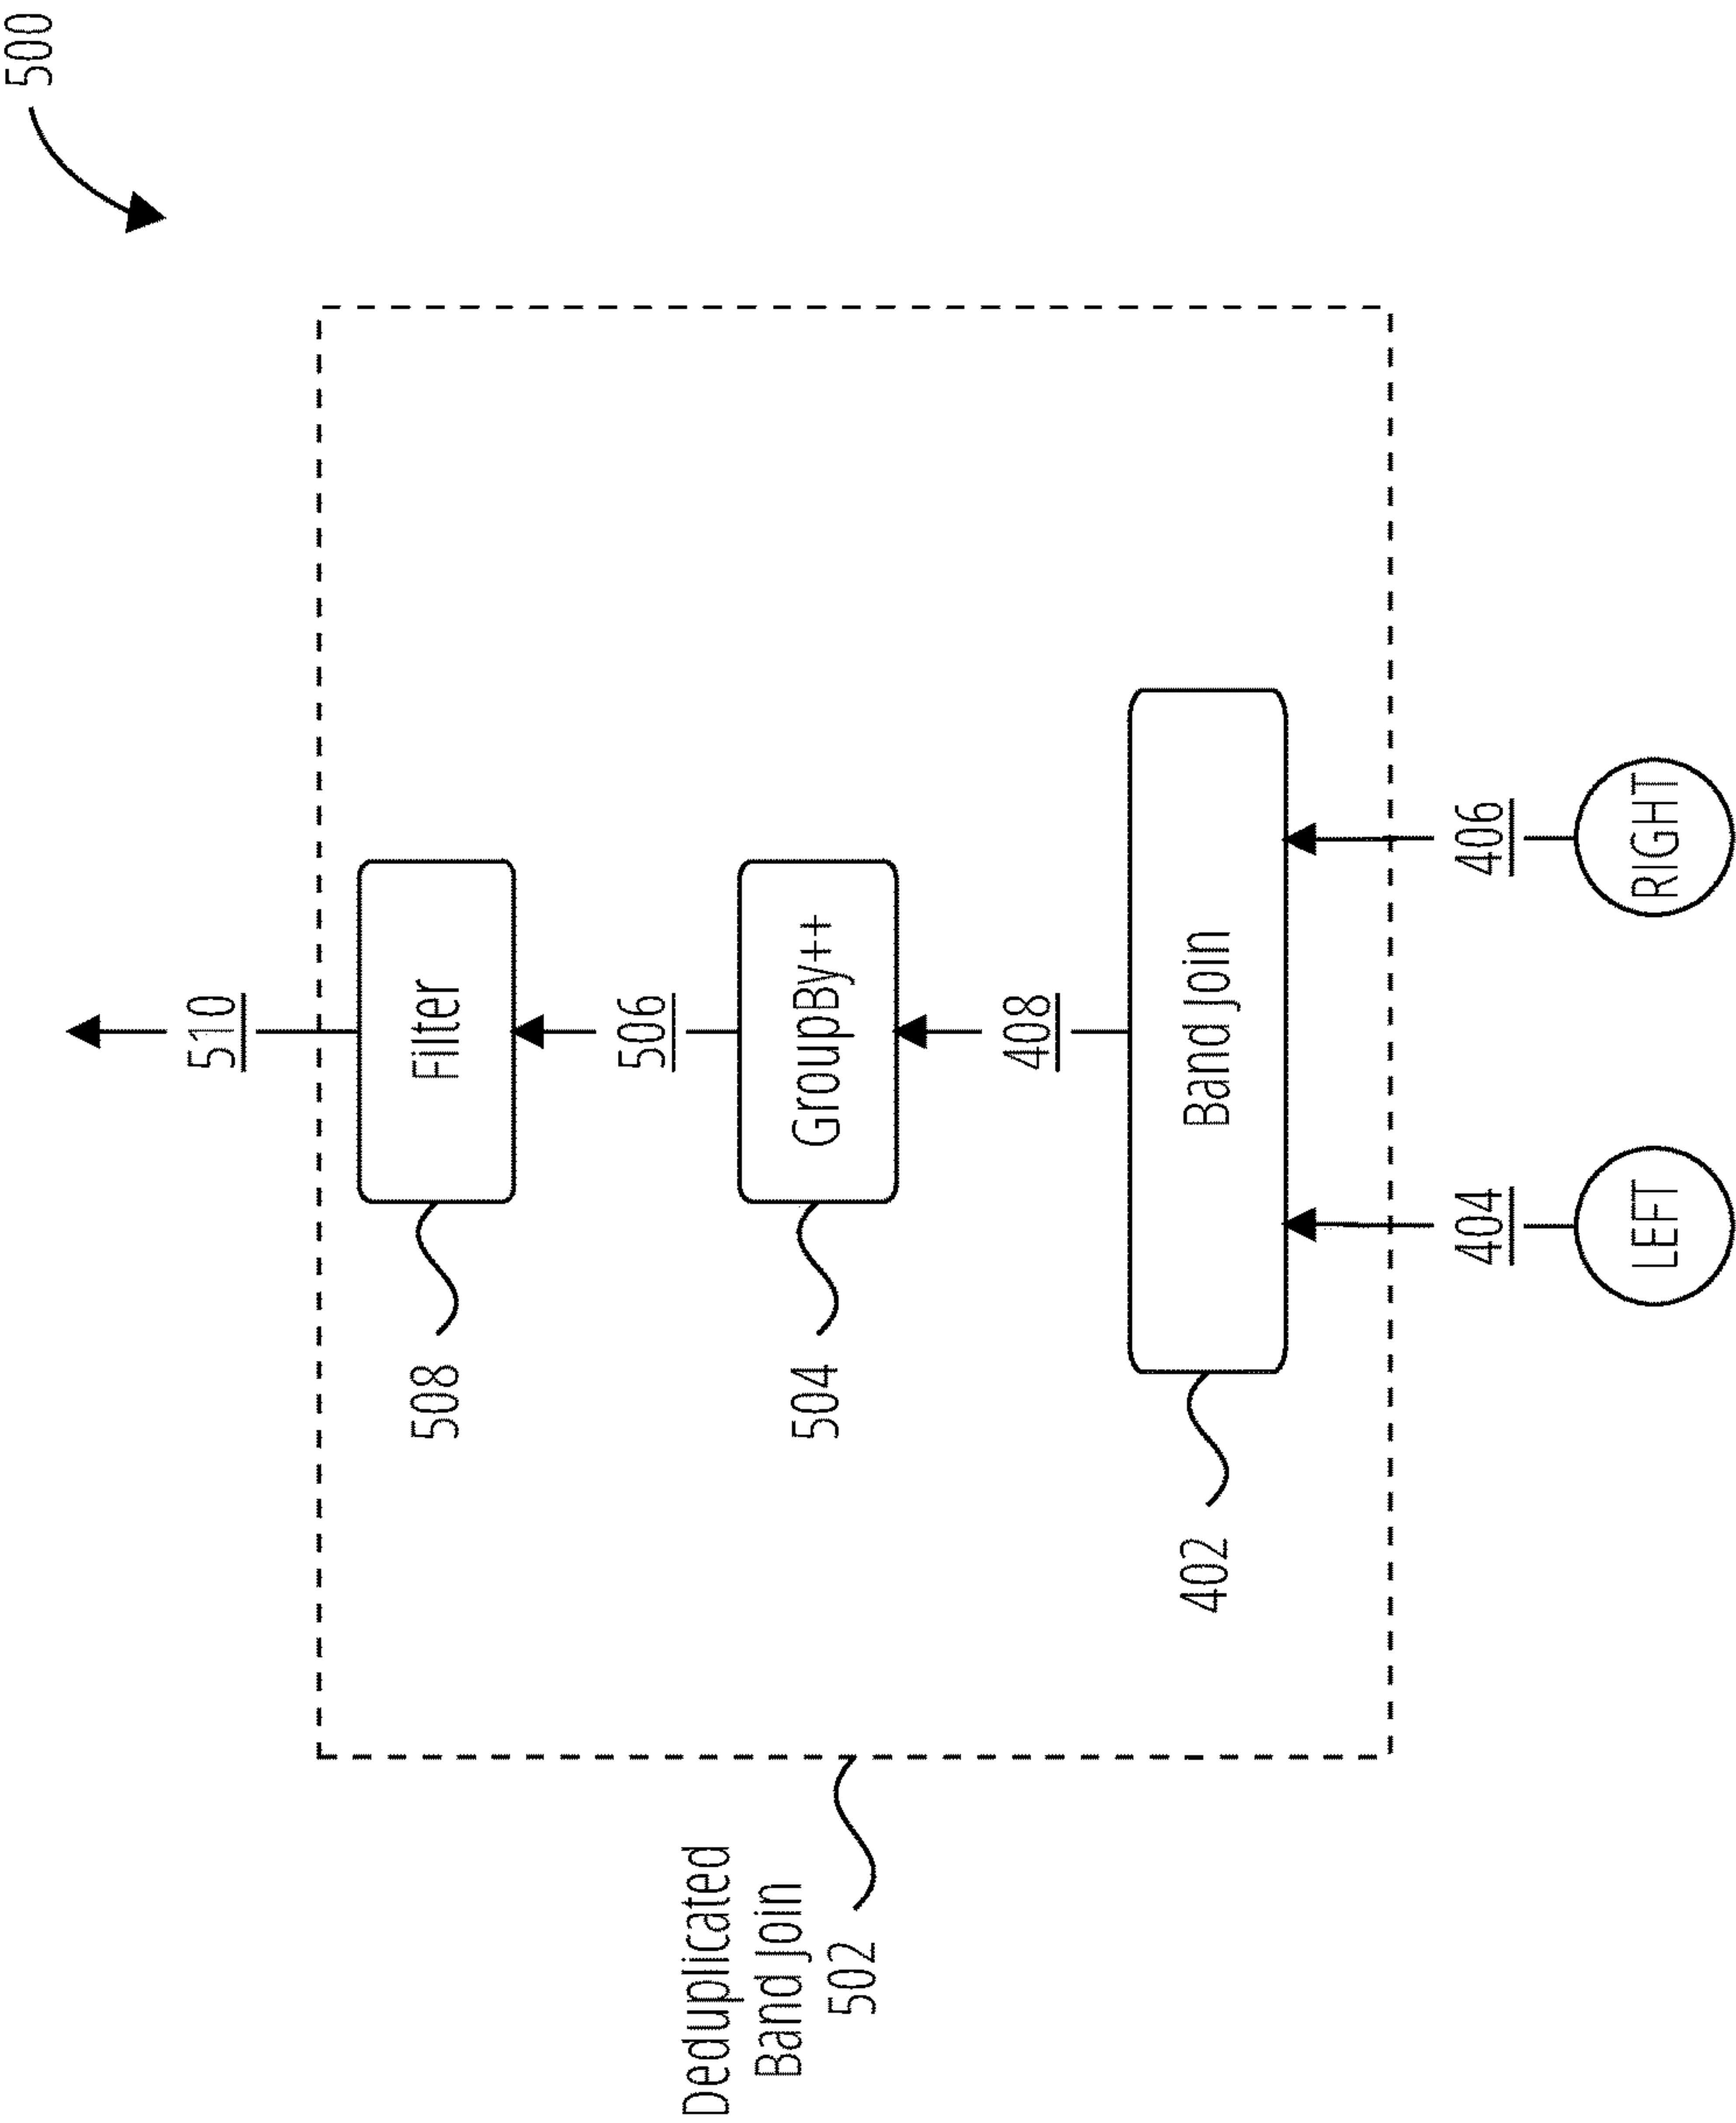 500
510
Filter
508
506
GroupBy++
504
408
Band Join
402
404
406
LEFT
RIGHT
Deduplicated
Band Join
502